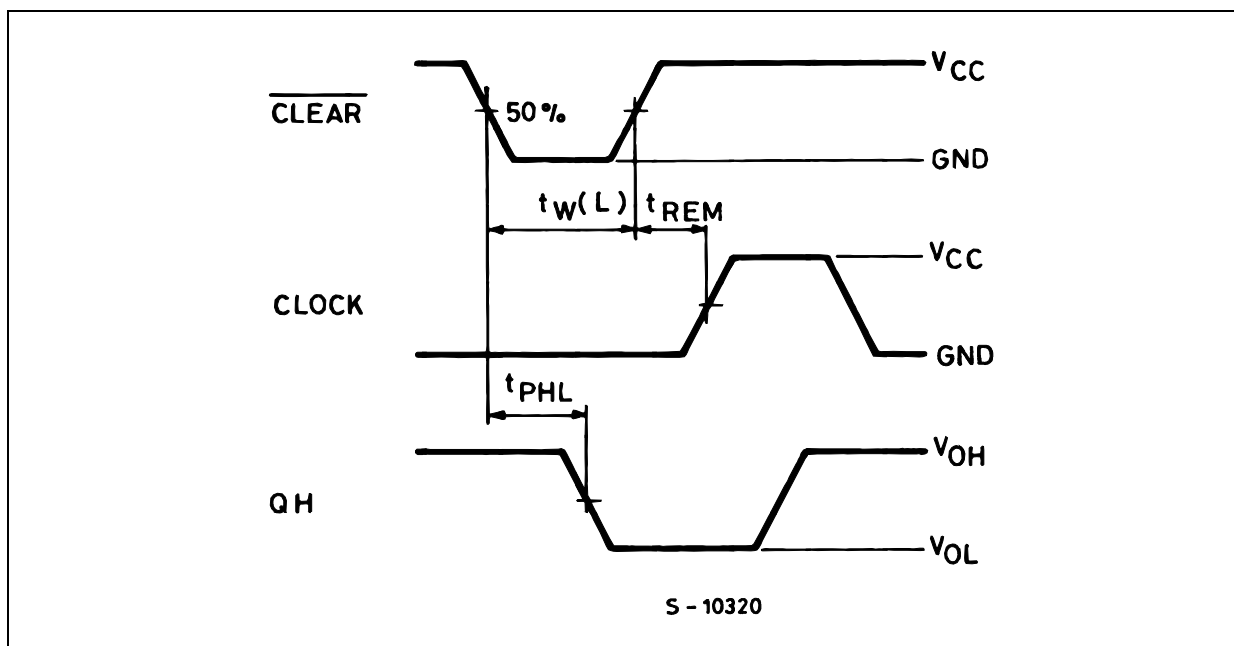 VCC
CLEAR
50%
GND
tW(L)
tREM
VCC
CLOCK
GND
tPHL
VOH
QH
VOL
S-10320